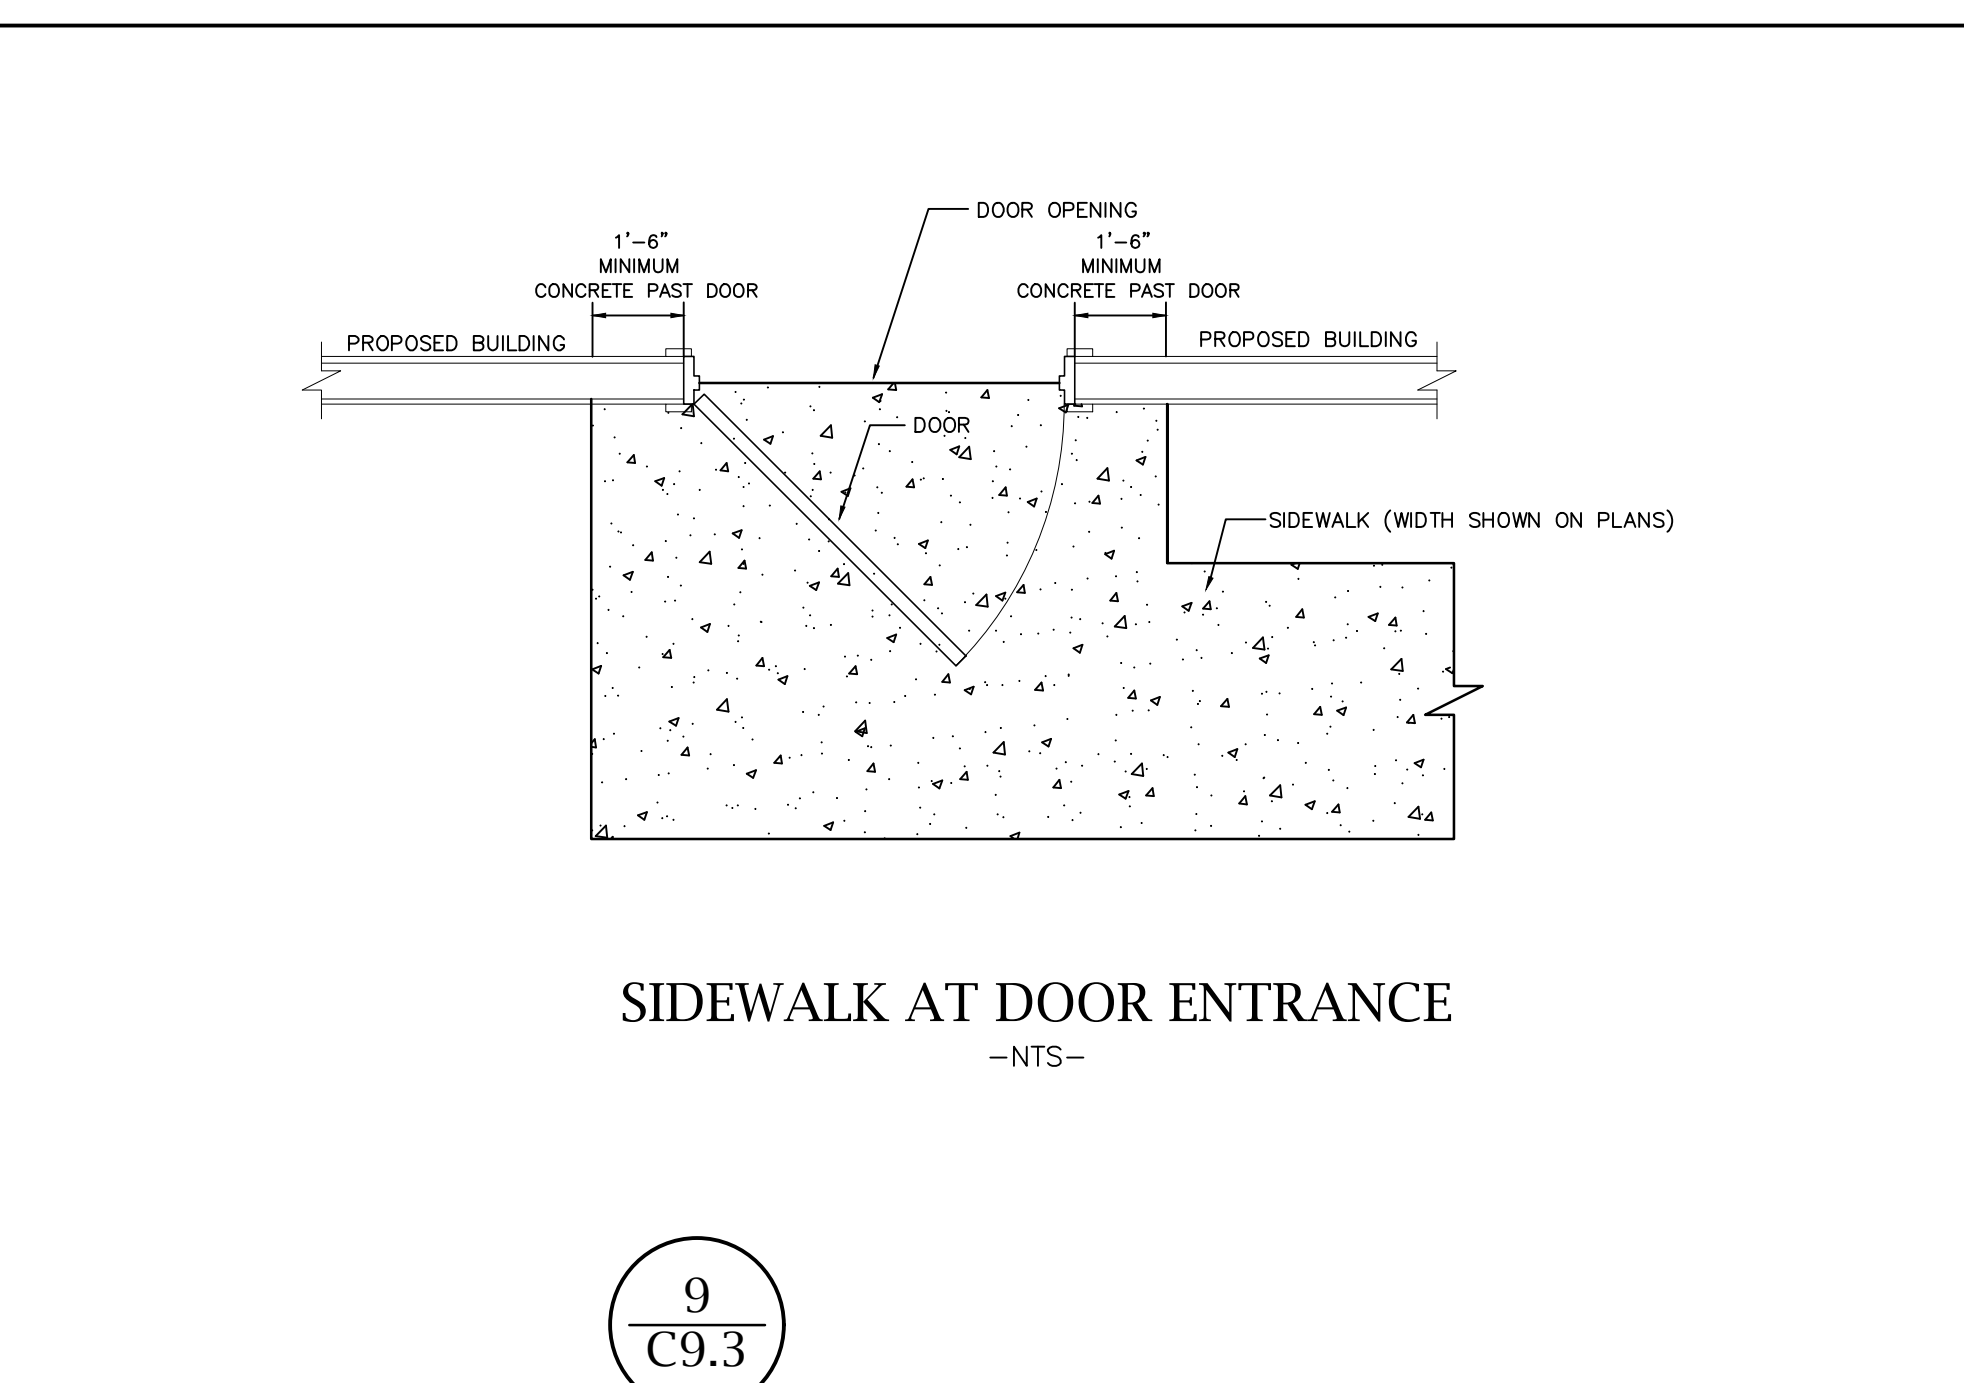 DOOR OPENING
1'-6"
MINIMUM
CONCRETE PAST DOOR
1'-6"
MINIMUM
CONCRETE PAST DOOR
PROPOSED BUILDING
PROPOSED BUILDING
DOOR
SIDEWALK (WIDTH SHOWN ON PLANS)
SIDEWALK AT DOOR ENTRANCE
-NTS-
9
C9.3